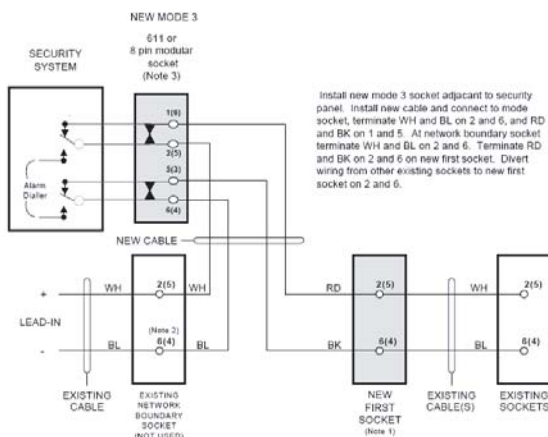 NEW MODE 3
611 or
8 pin modular
socket
(Note 3)
SECURITY
SYSTEM
1(6)
2(5)
5(3)
6(4)
Alarm
Dialler
Install new mode 3 socket adjacant to security
panel. Install new cable and connect to mode
socket, terminate WH and BL on 2 and 6, and RD
and BK on 1 and 5. At network boundary socket
terminate WH and BL on 2 and 6. Terminate RD
and BK on 2 and 6 on new first socket. Divert
wiring from other existing sockets to new first
socket on 2 and 6.
NEW CABLE
+
WH
2(5)
WH
RD
2(5)
WH
2(5)
LEAD-IN
(Note 2)
-
BL
6(4)
BL
BK
6(4)
BL
6(4)
EXISTING
CABLE
EXISTING
NETWORK
BOUNDARY
SOCKET
(NOT USED)
NEW
FIRST
SOCKET
(Note 1)
EXISTING
CABLE(S)
EXISTING
SOCKETS